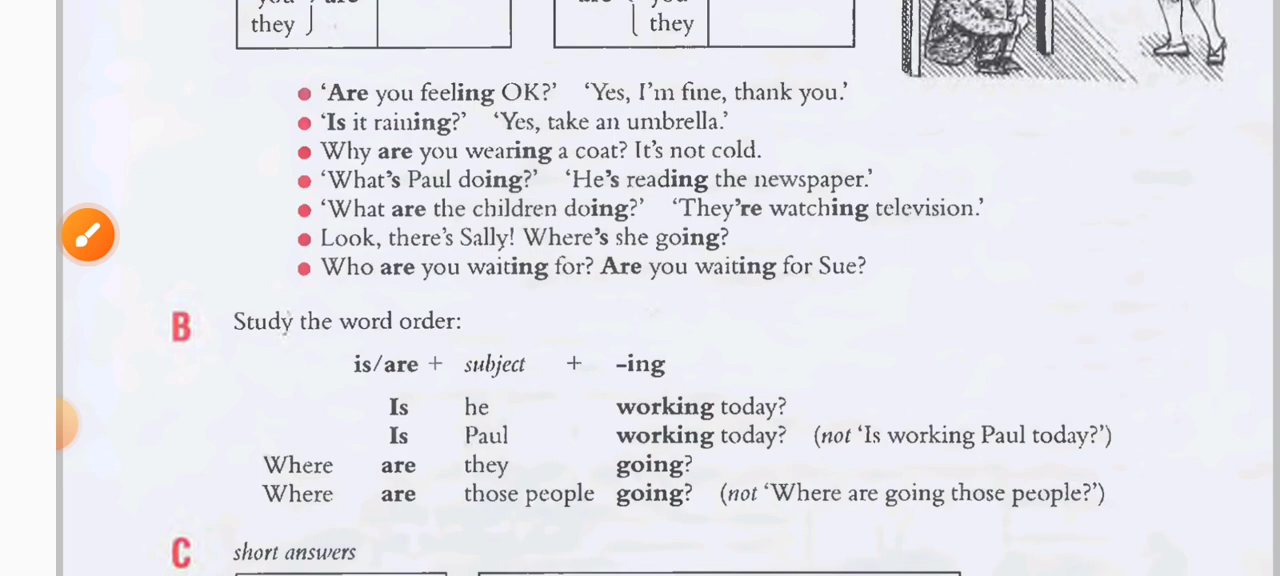 they
they
‘Are you feeling OK?’ ‘Yes, I’m fine, thank you.’
‘Is it raining?’ ‘Yes, take an umbrella.’
Why are you wearing a coat? It’s not cold.
‘What’s Paul doing?’ ‘He’s reading the newspaper.’
‘What are the children doing?’ ‘They’re watching television.’
Look, there’s Sally! Where’s she going?
Who are you waiting for? Are you waiting for Sue?
B Study the word order:
is/are + subject + -ing
Is he working today?
Is Paul working today? (not ‘Is working Paul today?’)
Where are they going?
Where are those people going? (not ‘Where are going those people?’)
C short answers